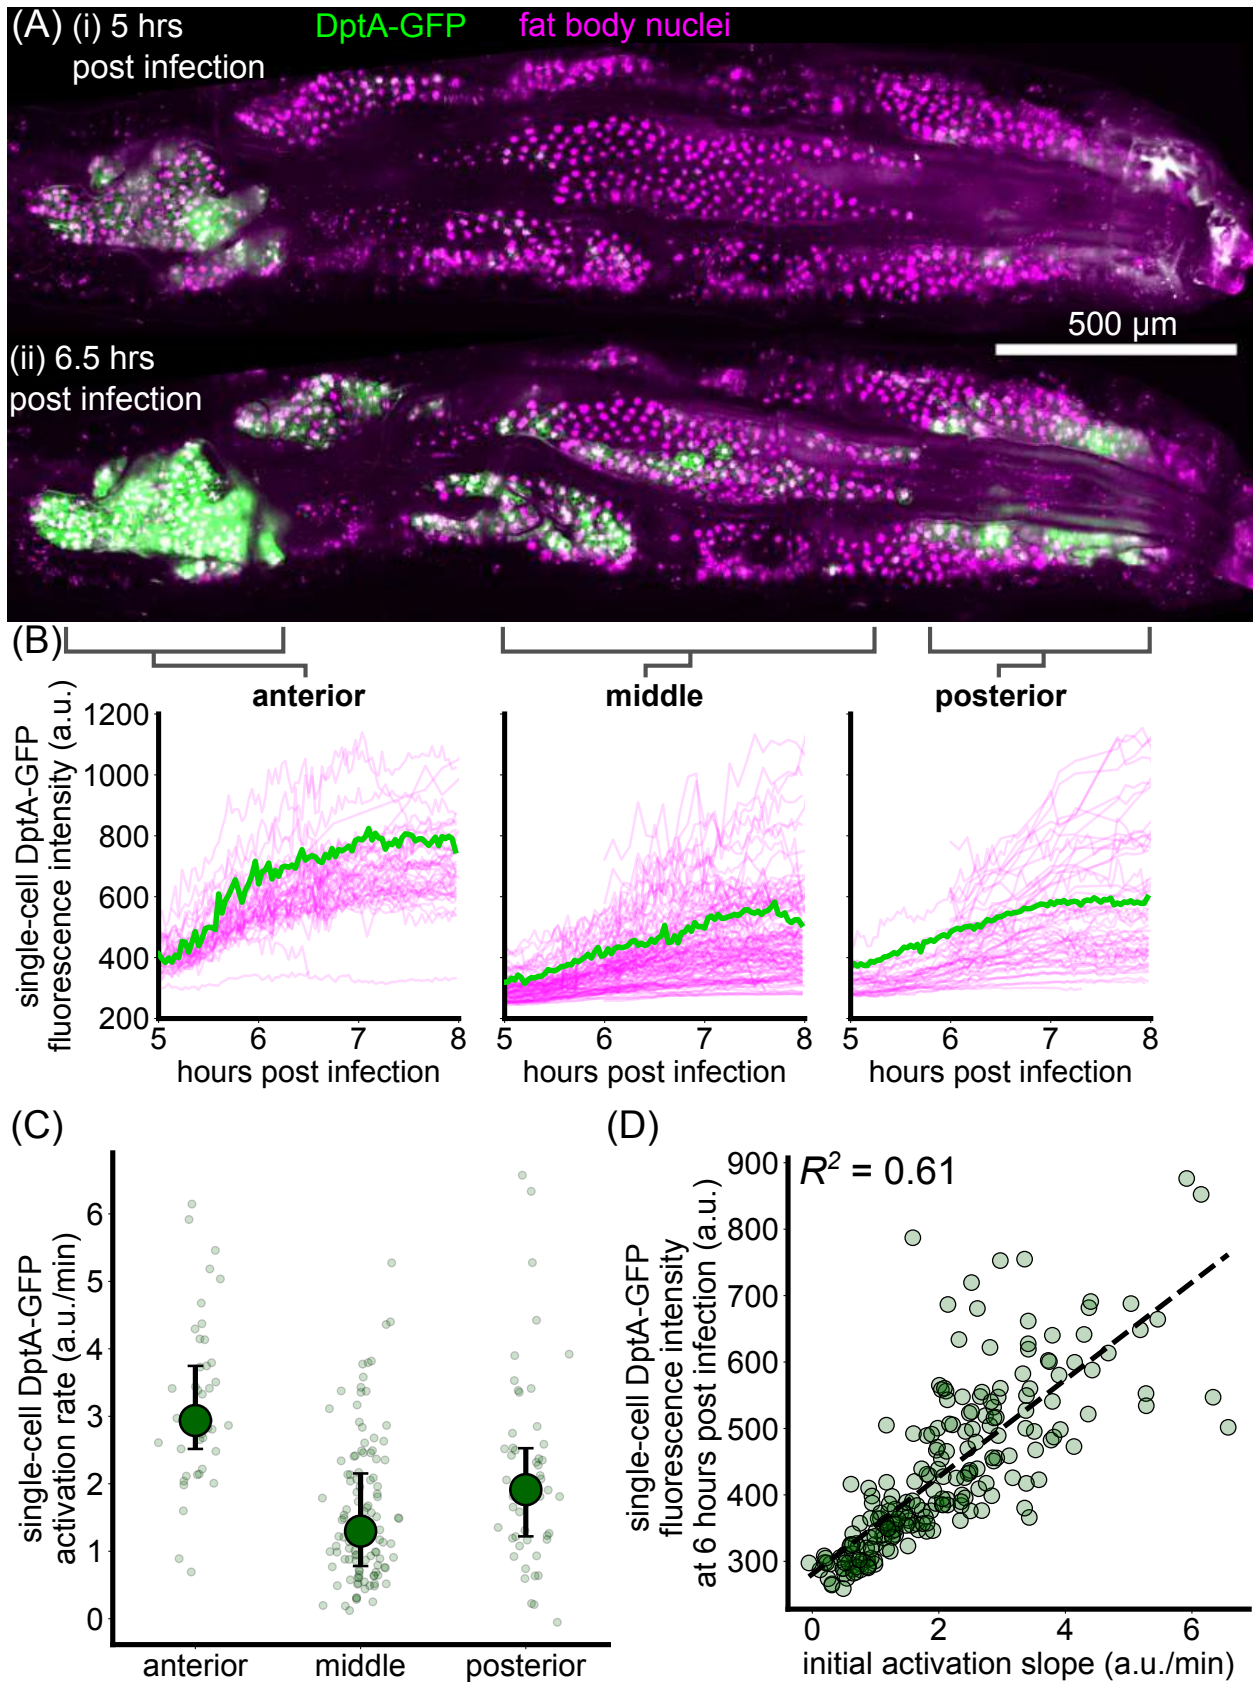 (A) (i) 5 hrs
post infection
DptA-GFP
fat body nuclei
500 µm
(ii) 6.5 hrs
post infection
(B)
anterior
middle
posterior
single-cell DptA-GFP
fluorescence intensity (a.u.)
1200
1000
800
600
400
200
5 6 7 8
5 6 7 8
5 6 7 8
hours post infection
hours post infection
hours post infection
(C)
single-cell DptA-GFP
activation rate (a.u./min)
6
5
4
3
2
1
0
anterior
middle
posterior
(D)
R² = 0.61
single-cell DptA-GFP
fluorescence intensity
at 6 hours post infection (a.u.)
900
800
700
600
500
400
300
0 2 4 6
initial activation slope (a.u./min)